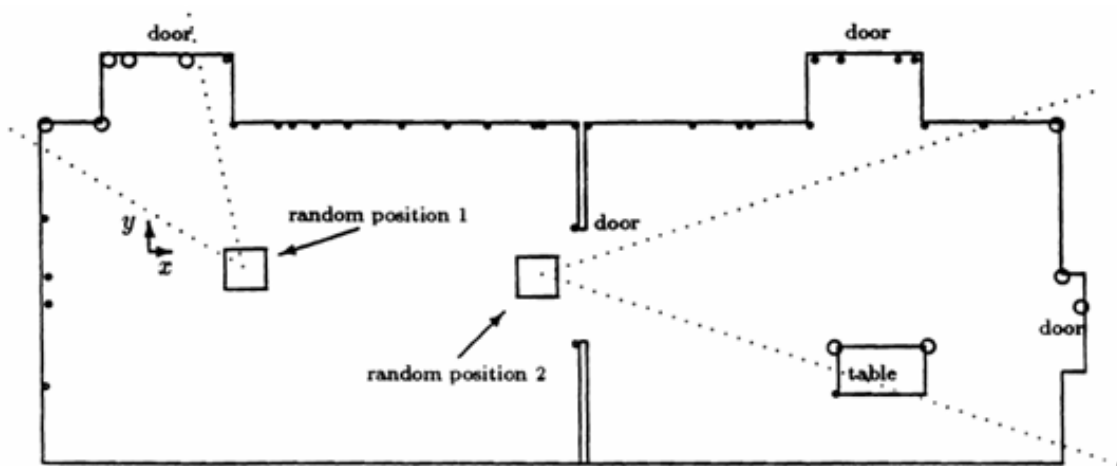 door
door
random position 1
door
y
x
door
random position 2
table